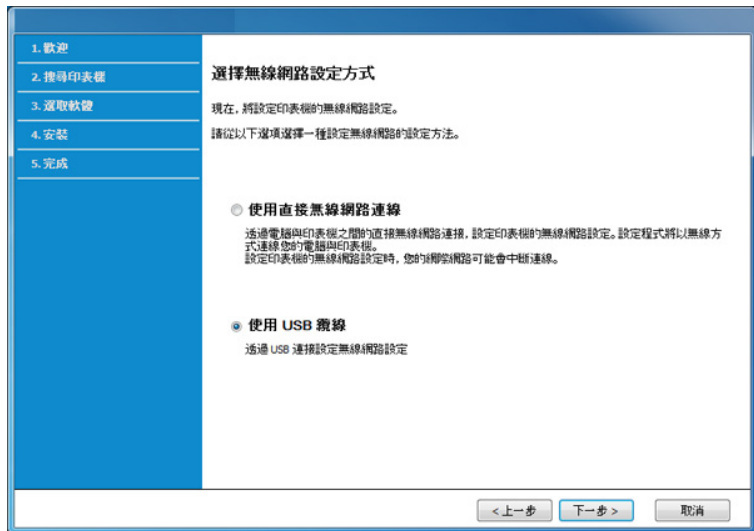 1. 歡迎
2. 搜尋印表機
3. 選取軟體
4. 安裝
5. 完成
選擇無線網路設定方式
現在，將設定印表機的無線網路設定。
請從以下選項選擇一種設定無線網路的設定方法。
使用直接無線網路連線
透過電腦與印表機之間的直接無線網路連接，設定印表機的無線網路設定。設定程式將以無線方
式連線您的電腦與印表機。
設定印表機的無線網路設定時，您的網際網路可能會中斷連線。
使用 USB 纜線
透過 USB 連接設定無線網路設定
<上一步
下一步>
取消